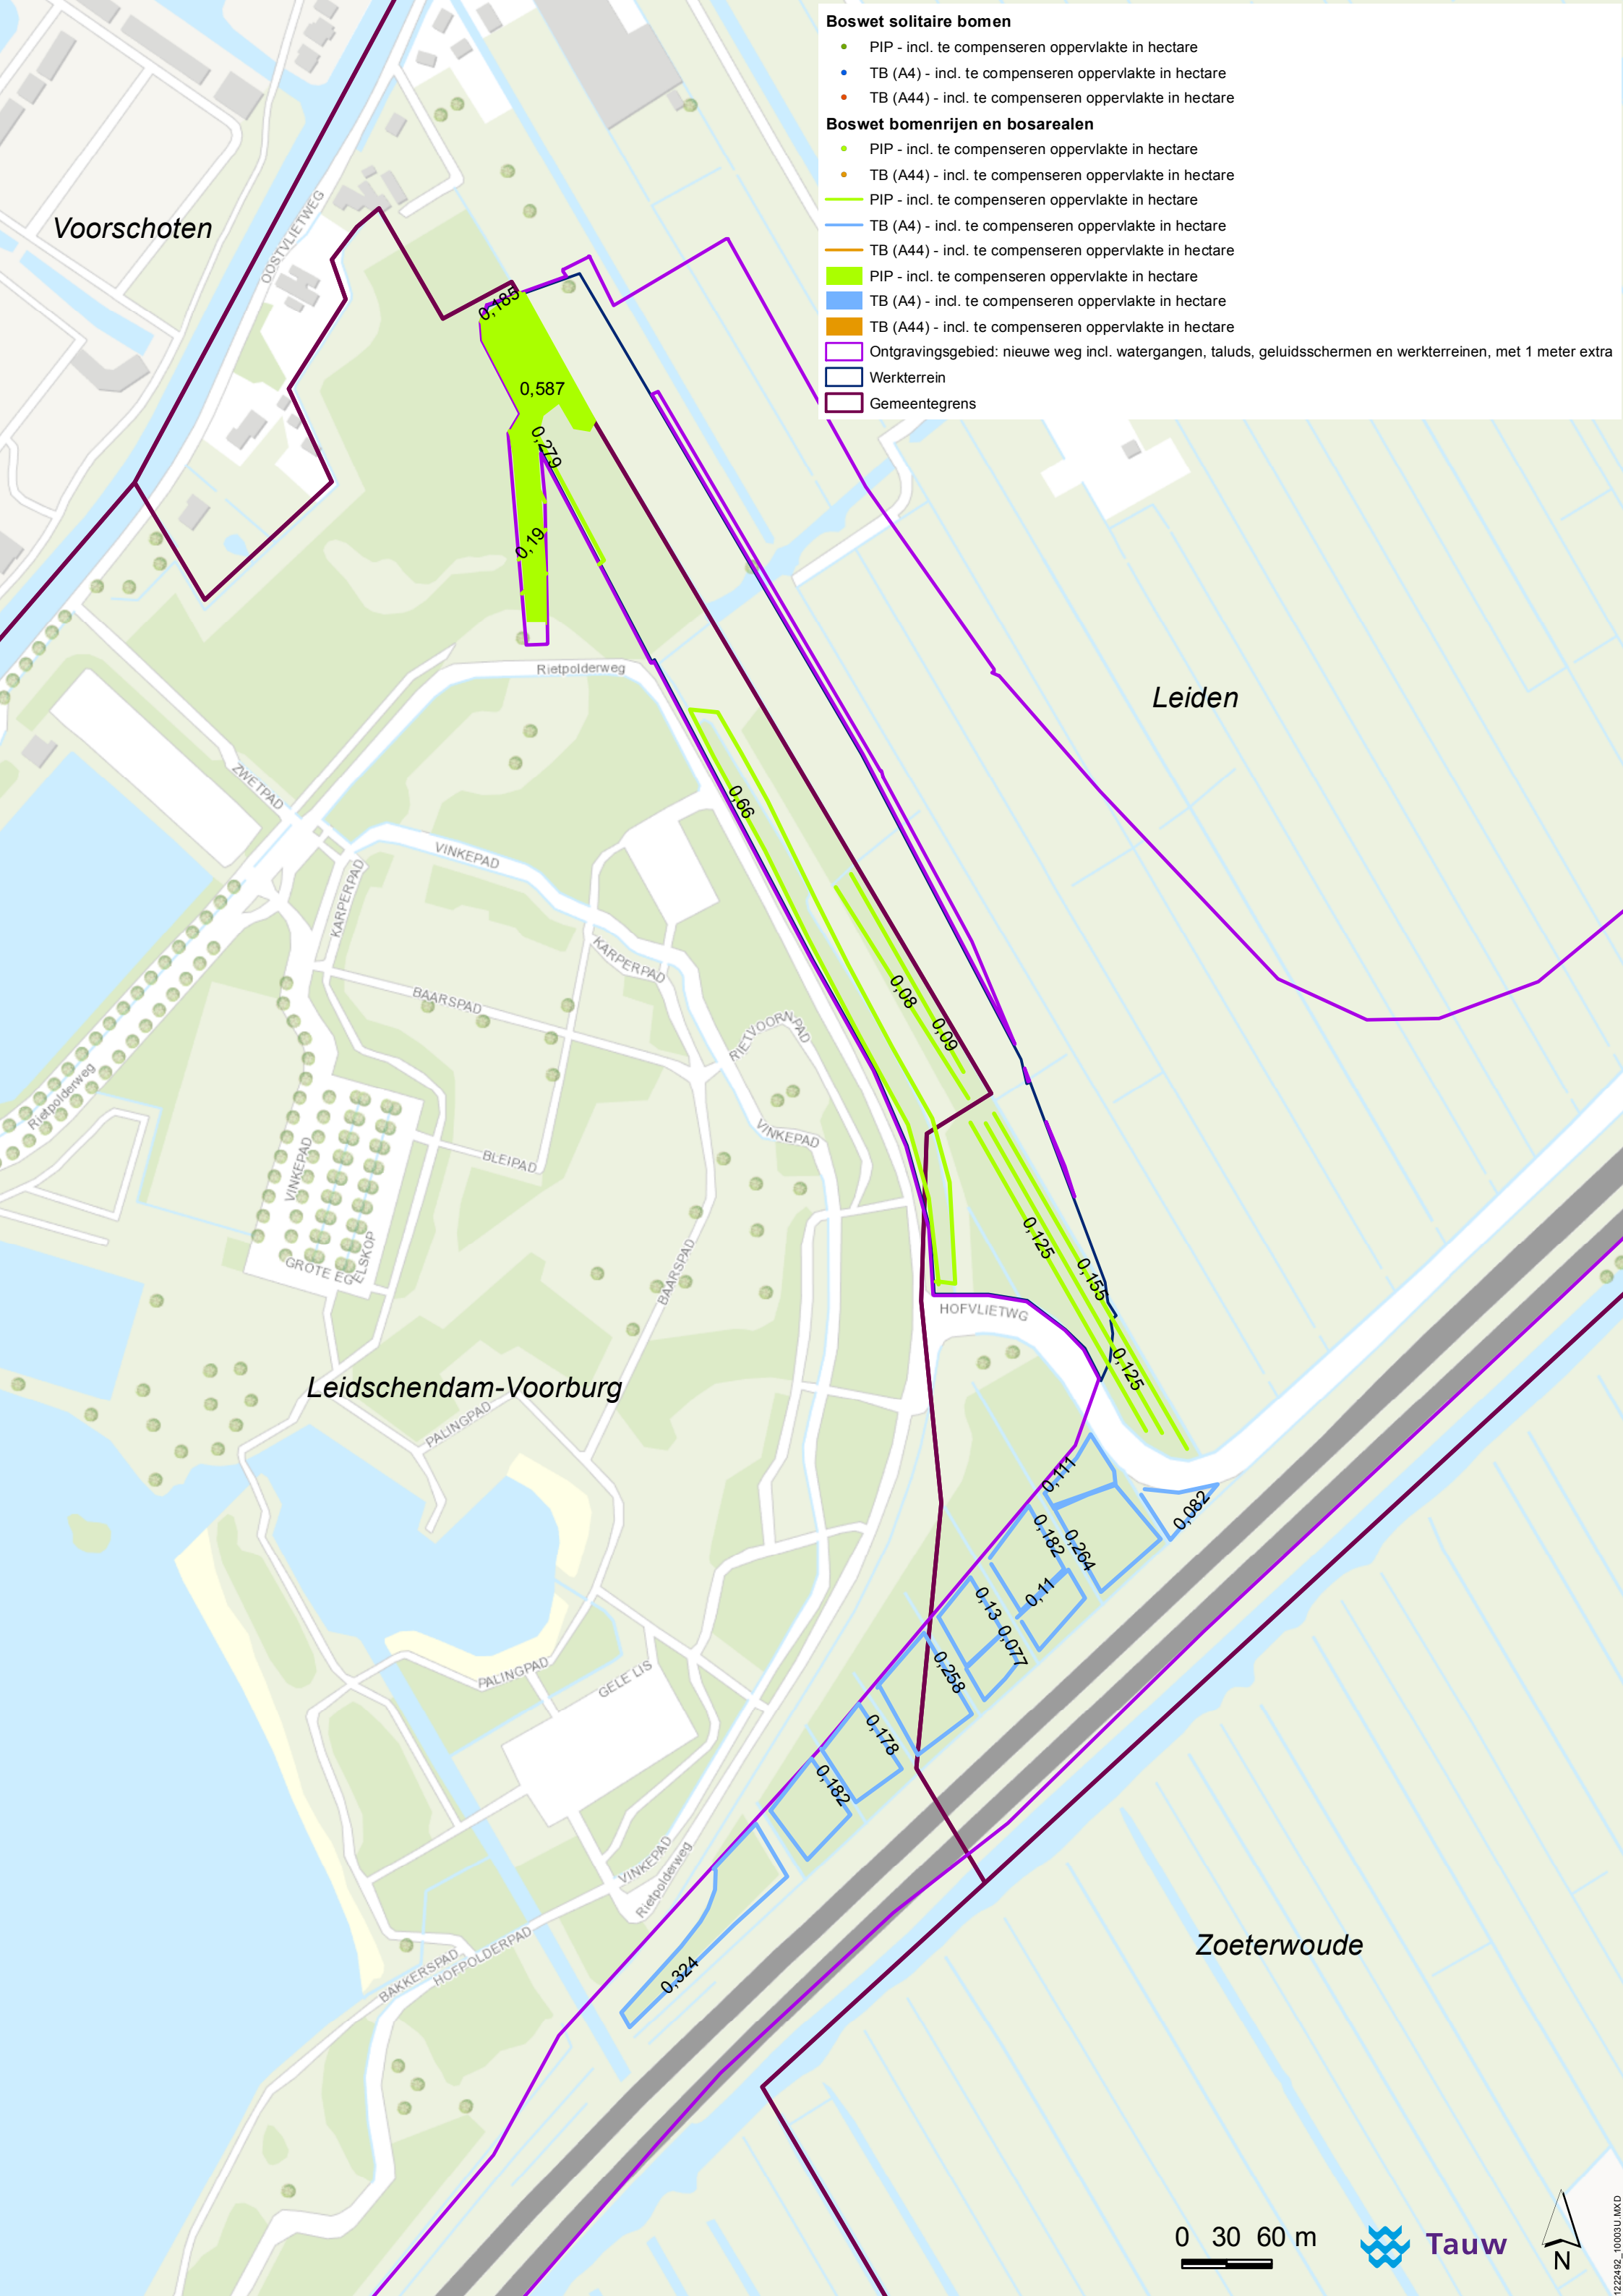 Boswet solitaire bomen
PIP - incl. te compenseren oppervlakte in hectare
TB (A4) - incl. te compenseren oppervlakte in hectare
TB (A44) - incl. te compenseren oppervlakte in hectare
Boswet bomenrijen en bosarealen
PIP - incl. te compenseren oppervlakte in hectare
TB (A44) - incl. te compenseren oppervlakte in hectare
PIP - incl. te compenseren oppervlakte in hectare
TB (A4) - incl. te compenseren oppervlakte in hectare
TB (A44) - incl. te compenseren oppervlakte in hectare
PIP - incl. te compenseren oppervlakte in hectare
TB (A4) - incl. te compenseren oppervlakte in hectare
TB (A44) - incl. te compenseren oppervlakte in hectare
Ontgravingsgebied: nieuwe weg incl. watergangen, taluds, geluidsschermen en werkterreinen, met 1 meter extra
Werkterrein
Gemeentegrens
Voorschoten
OOSTVLIETWEG
0,185
0,587
0,279
0,19
Rietpolderweg
Leiden
ZWETPAD
0,66
VINKEPAD
KARPERPAD
KARPERPAD
BAARSPAD
0,08
0,09
RIETVOORNPAD
Rietpolderweg
VINKEPAD
VINKEPAD
BLEIPAD
0,125
0,155
GROTE EG
ELSKOP
BAARSPAD
HOFVLIETWG
0,125
Leidschendam-Voorburg
PALINGPAD
0,111
0,082
0,182
0,264
0,11
0,13
0,077
0,258
PALINGPAD
GELE LIS
0,178
0,182
VINKEPAD
Rietpolderweg
BAKKERSPAD
HOFPOLDERPAD
0,324
Zoeterwoude
0 30 60 m
Tauw
N
1222492_10003U.MXD